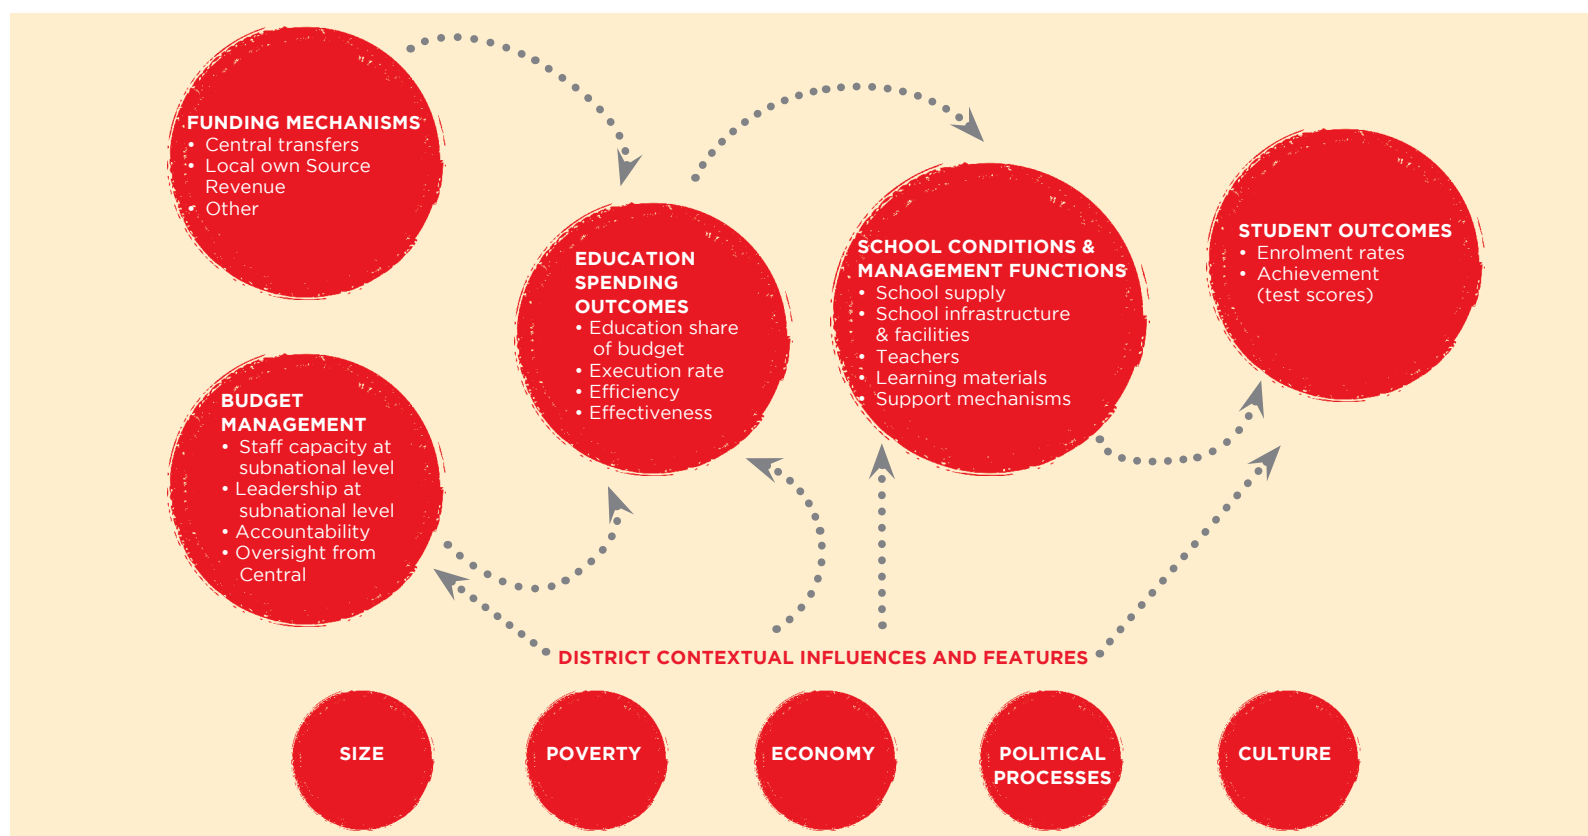 FUNDING MECHANISMS
• Central transfers
• Local own Source
Revenue
• Other
BUDGET
MANAGEMENT
• Staff capacity at
subnational level
• Leadership at
subnational level
• Accountability
• Oversight from
Central
EDUCATION
SPENDING
OUTCOMES
• Education share
of budget
• Execution rate
• Efficiency
• Effectiveness
SCHOOL CONDITIONS &
MANAGEMENT FUNCTIONS
• School supply
• School infrastructure
& facilities
• Teachers
• Learning materials
• Support mechanisms
STUDENT OUTCOMES
• Enrolment rates
• Achievement
(test scores)
DISTRICT CONTEXTUAL INFLUENCES AND FEATURES
SIZE
POVERTY
ECONOMY
POLITICAL
PROCESSES
CULTURE